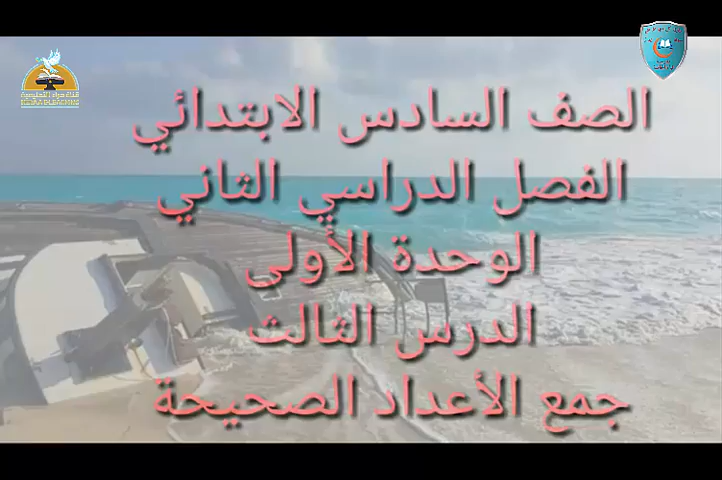 الصف السادس الابتدائي
الفصل الدراسي الثاني
الوحدة الأولى
الدرس الثالث
جمع الأعداد الصحيحة